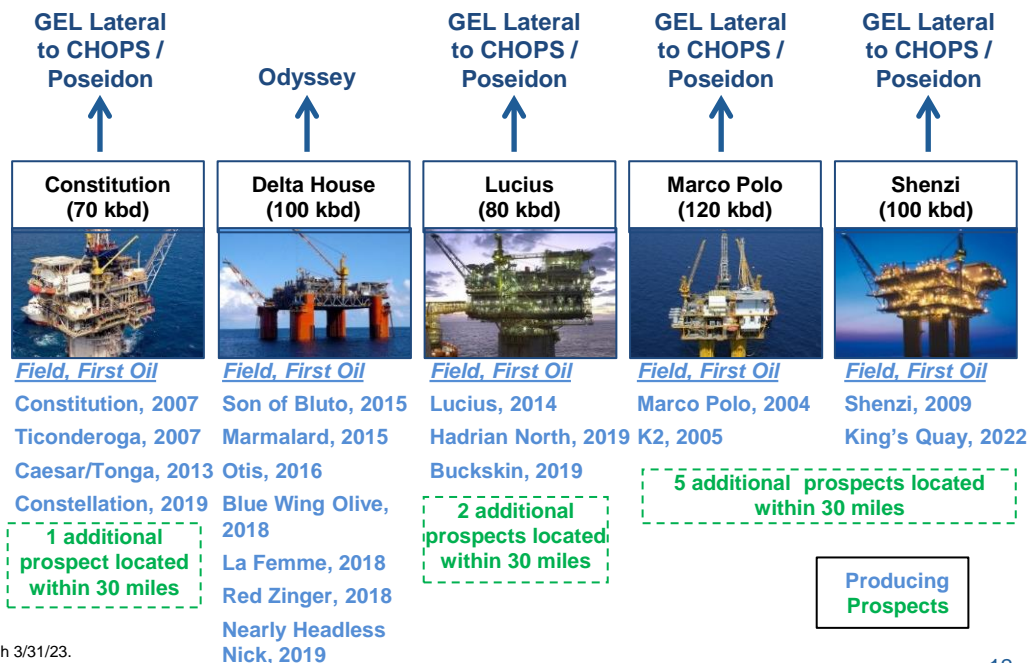 GEL Lateral
to CHOPS /
Poseidon
Odyssey
GEL Lateral
to CHOPS /
Poseidon
GEL Lateral
to CHOPS /
Poseidon
GEL Lateral
to CHOPS /
Poseidon
Constitution
(70 kbd)
Delta House
(100 kbd)
Lucius
(80 kbd)
Marco Polo
(120 kbd)
Shenzi
(100 kbd)
Field, First Oil
Constitution, 2007
Ticonderoga, 2007
Caesar/Tonga, 2013
Constellation, 2019
1 additional
prospect located
within 30 miles
Field, First Oil
Son of Bluto, 2015
Marmalard, 2015
Otis, 2016
Blue Wing Olive,
2018
La Femme, 2018
Red Zinger, 2018
Nearly Headless
Nick, 2019
Field, First Oil
Lucius, 2014
Hadrian North, 2019
Buckskin, 2019
2 additional
prospects located
within 30 miles
Field, First Oil
Marco Polo, 2004
K2, 2005
Field, First Oil
Shenzi, 2009
King's Quay, 2022
5 additional prospects located
within 30 miles
Producing
Prospects
h 3/31/23.